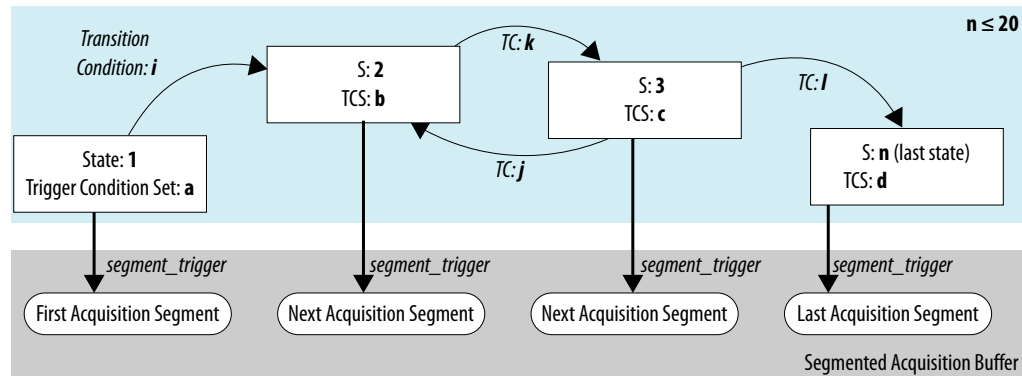 n ≤ 20
Transition
Condition: i
TC: k
S: 2
TCS: b
S: 3
TCS: c
TC: l
TC: j
State: 1
Trigger Condition Set: a
S: n (last state)
TCS: d
segment_trigger
segment_trigger
segment_trigger
segment_trigger
First Acquisition Segment
Next Acquisition Segment
Next Acquisition Segment
Last Acquisition Segment
Segmented Acquisition Buffer